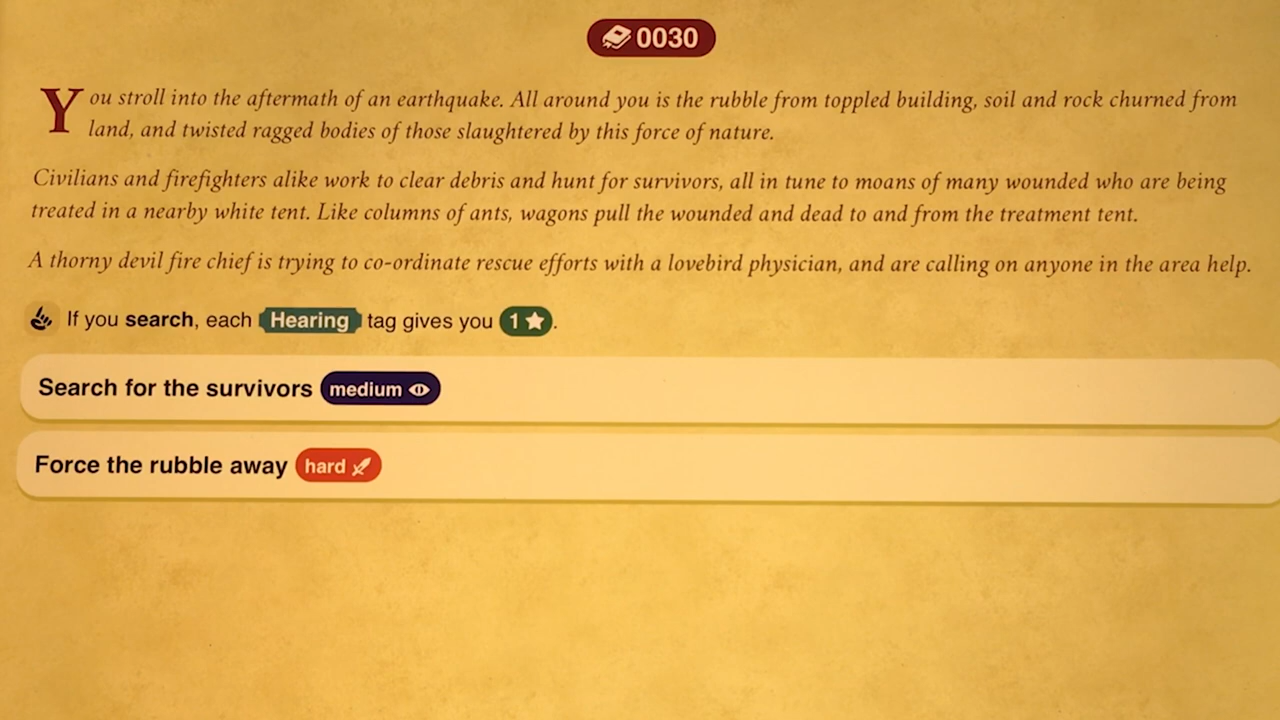 0030
You stroll into the aftermath of an earthquake. All around you is the rubble from toppled building, soil and rock churned from
land, and twisted ragged bodies of those slaughtered by this force of nature.
Civilians and firefighters alike work to clear debris and hunt for survivors, all in tune to moans of many wounded who are being
treated in a nearby white tent. Like columns of ants, wagons pull the wounded and dead to and from the treatment tent.
A thorny devil fire chief is trying to co-ordinate rescue efforts with a lovebird physician, and are calling on anyone in the area help.
If you search, each Hearing tag gives you 1★.
Search for the survivors medium
Force the rubble away hard